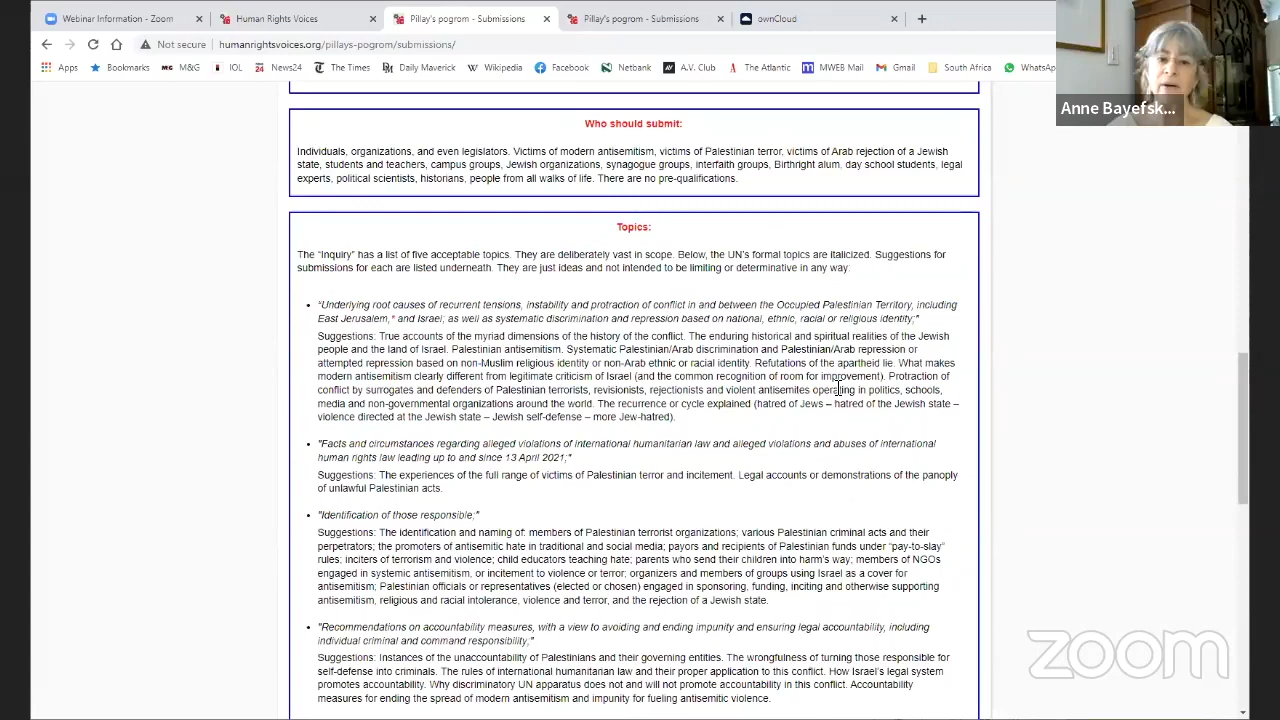 Webinar Information - Zoom
Human Rights Voices
Pillay's pogrom - Submissions
Pillay's pogrom - Submissions
ownCloud
Not secure
humanrightsvoices.org/pillays-pogrom/submissions/
Apps
Bookmarks
M&G
IOL
News24
The Times
Daily Maverick
Wikipedia
Facebook
Netbank
A.V. Club
The Atlantic
MWEB Mail
Gmail
South Africa
WhatsAp
Anne Bayefsk...
Who should submit:
Individuals, organizations, and even legislators. Victims of modern antisemitism, victims of Palestinian terror, victims of Arab rejection of a Jewish
state, students and teachers, campus groups, Jewish organizations, synagogue groups, interfaith groups, Birthright alum, day school students, legal
experts, political scientists, historians, people from all walks of life. There are no pre-qualifications.
Topics:
The “Inquiry” has a list of five acceptable topics. They are deliberately vast in scope. Below, the UN’s formal topics are italicized. Suggestions for
submissions for each are listed underneath. They are just ideas and not intended to be limiting or determinative in any way:
• "Underlying root causes of recurrent tensions, instability and protraction of conflict in and between the Occupied Palestinian Territory, including
East Jerusalem,* and Israel; as well as systematic discrimination and repression based on national, ethnic, racial or religious identity;"
Suggestions: True accounts of the myriad dimensions of the history of the conflict. The enduring historical and spiritual realities of the Jewish
people and the land of Israel. Palestinian antisemitism. Systematic Palestinian/Arab discrimination and Palestinian/Arab repression or
attempted repression based on non-Muslim religious identity or non-Arab ethnic or racial identity. Refutations of the apartheid lie. What makes
modern antisemitism clearly different from legitimate criticism of Israel (and the common recognition of room for improvement). Protraction of
conflict by surrogates and defenders of Palestinian terrorists, revisionists, rejectionists and violent antisemites operating in politics, schools,
media and non-governmental organizations around the world. The recurrence or cycle explained (hatred of Jews – hatred of the Jewish state –
violence directed at the Jewish state – Jewish self-defense – more Jew-hatred).
• "Facts and circumstances regarding alleged violations of international humanitarian law and alleged violations and abuses of international
human rights law leading up to and since 13 April 2021;"
Suggestions: The experiences of the full range of victims of Palestinian terror and incitement. Legal accounts or demonstrations of the panoply
of unlawful Palestinian acts.
• "Identification of those responsible;"
Suggestions: The identification and naming of: members of Palestinian terrorist organizations; various Palestinian criminal acts and their
perpetrators; the promoters of antisemitic hate in traditional and social media; payors and recipients of Palestinian funds under “pay-to-slay”
rules; inciters of terrorism and violence; child educators teaching hate; parents who send their children into harm’s way; members of NGOs
engaged in systemic antisemitism, or incitement to violence or terror; organizers and members of groups using Israel as a cover for
antisemitism; Palestinian officials or representatives (elected or chosen) engaged in sponsoring, funding, inciting and otherwise supporting
antisemitism, religious and racial intolerance, violence and terror, and the rejection of a Jewish state.
• "Recommendations on accountability measures, with a view to avoiding and ending impunity and ensuring legal accountability, including
individual criminal and command responsibility;"
Suggestions: Instances of the unaccountability of Palestinians and their governing entities. The wrongfulness of turning those responsible for
self-defense into criminals. The rules of international humanitarian law and their proper application to this conflict. How Israel’s legal system
promotes accountability. Why discriminatory UN apparatus does not and will not promote accountability in this conflict. Accountability
measures for ending the spread of modern antisemitism and impunity for fueling antisemitic violence.
zoom